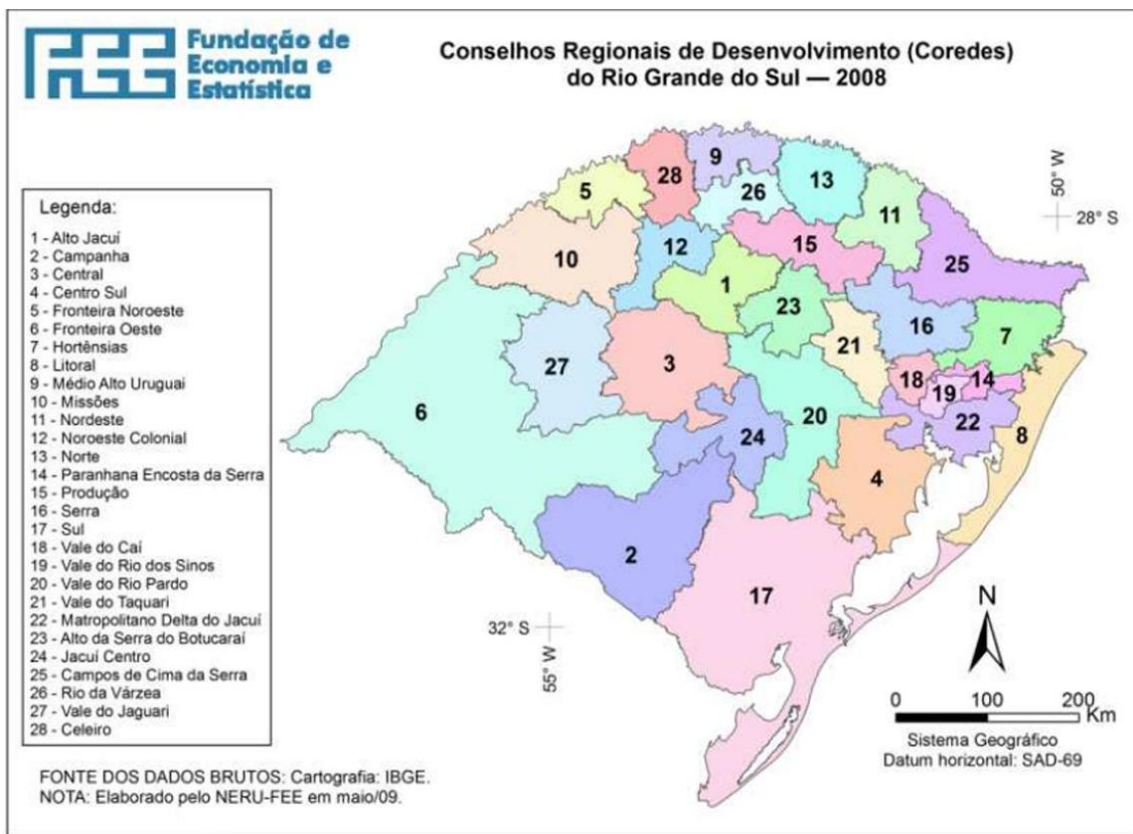 FEE
Fundação de
Economia e
Estatística
Conselhos Regionais de Desenvolvimento (Coredes)
do Rio Grande do Sul — 2008
Legenda:
1 - Alto Jacuí
2 - Campanha
3 - Central
4 - Centro Sul
5 - Fronteira Noroeste
6 - Fronteira Oeste
7 - Hortênsias
8 - Litoral
9 - Médio Alto Uruguai
10 - Missões
11 - Nordeste
12 - Noroeste Colonial
13 - Norte
14 - Paranhana Encosta da Serra
15 - Produção
16 - Serra
17 - Sul
18 - Vale do Caí
19 - Vale do Rio dos Sinos
20 - Vale do Rio Pardo
21 - Vale do Taquari
22 - Matropolitano Delta do Jacuí
23 - Alto da Serra do Botucaraí
24 - Jacuí Centro
25 - Campos de Cima da Serra
26 - Rio da Várzea
27 - Vale do Jaguari
28 - Celeiro
50° W
28° S
9
28
13
5
26
11
12
15
10
25
1
23
16
7
21
27
3
18
14
19
6
20
22
8
24
4
2
17
32° S
55° W
N
0 100 200
Km
Sistema Geográfico
Datum horizontal: SAD-69
FONTE DOS DADOS BRUTOS: Cartografia: IBGE.
NOTA: Elaborado pelo NERU-FEE em maio/09.